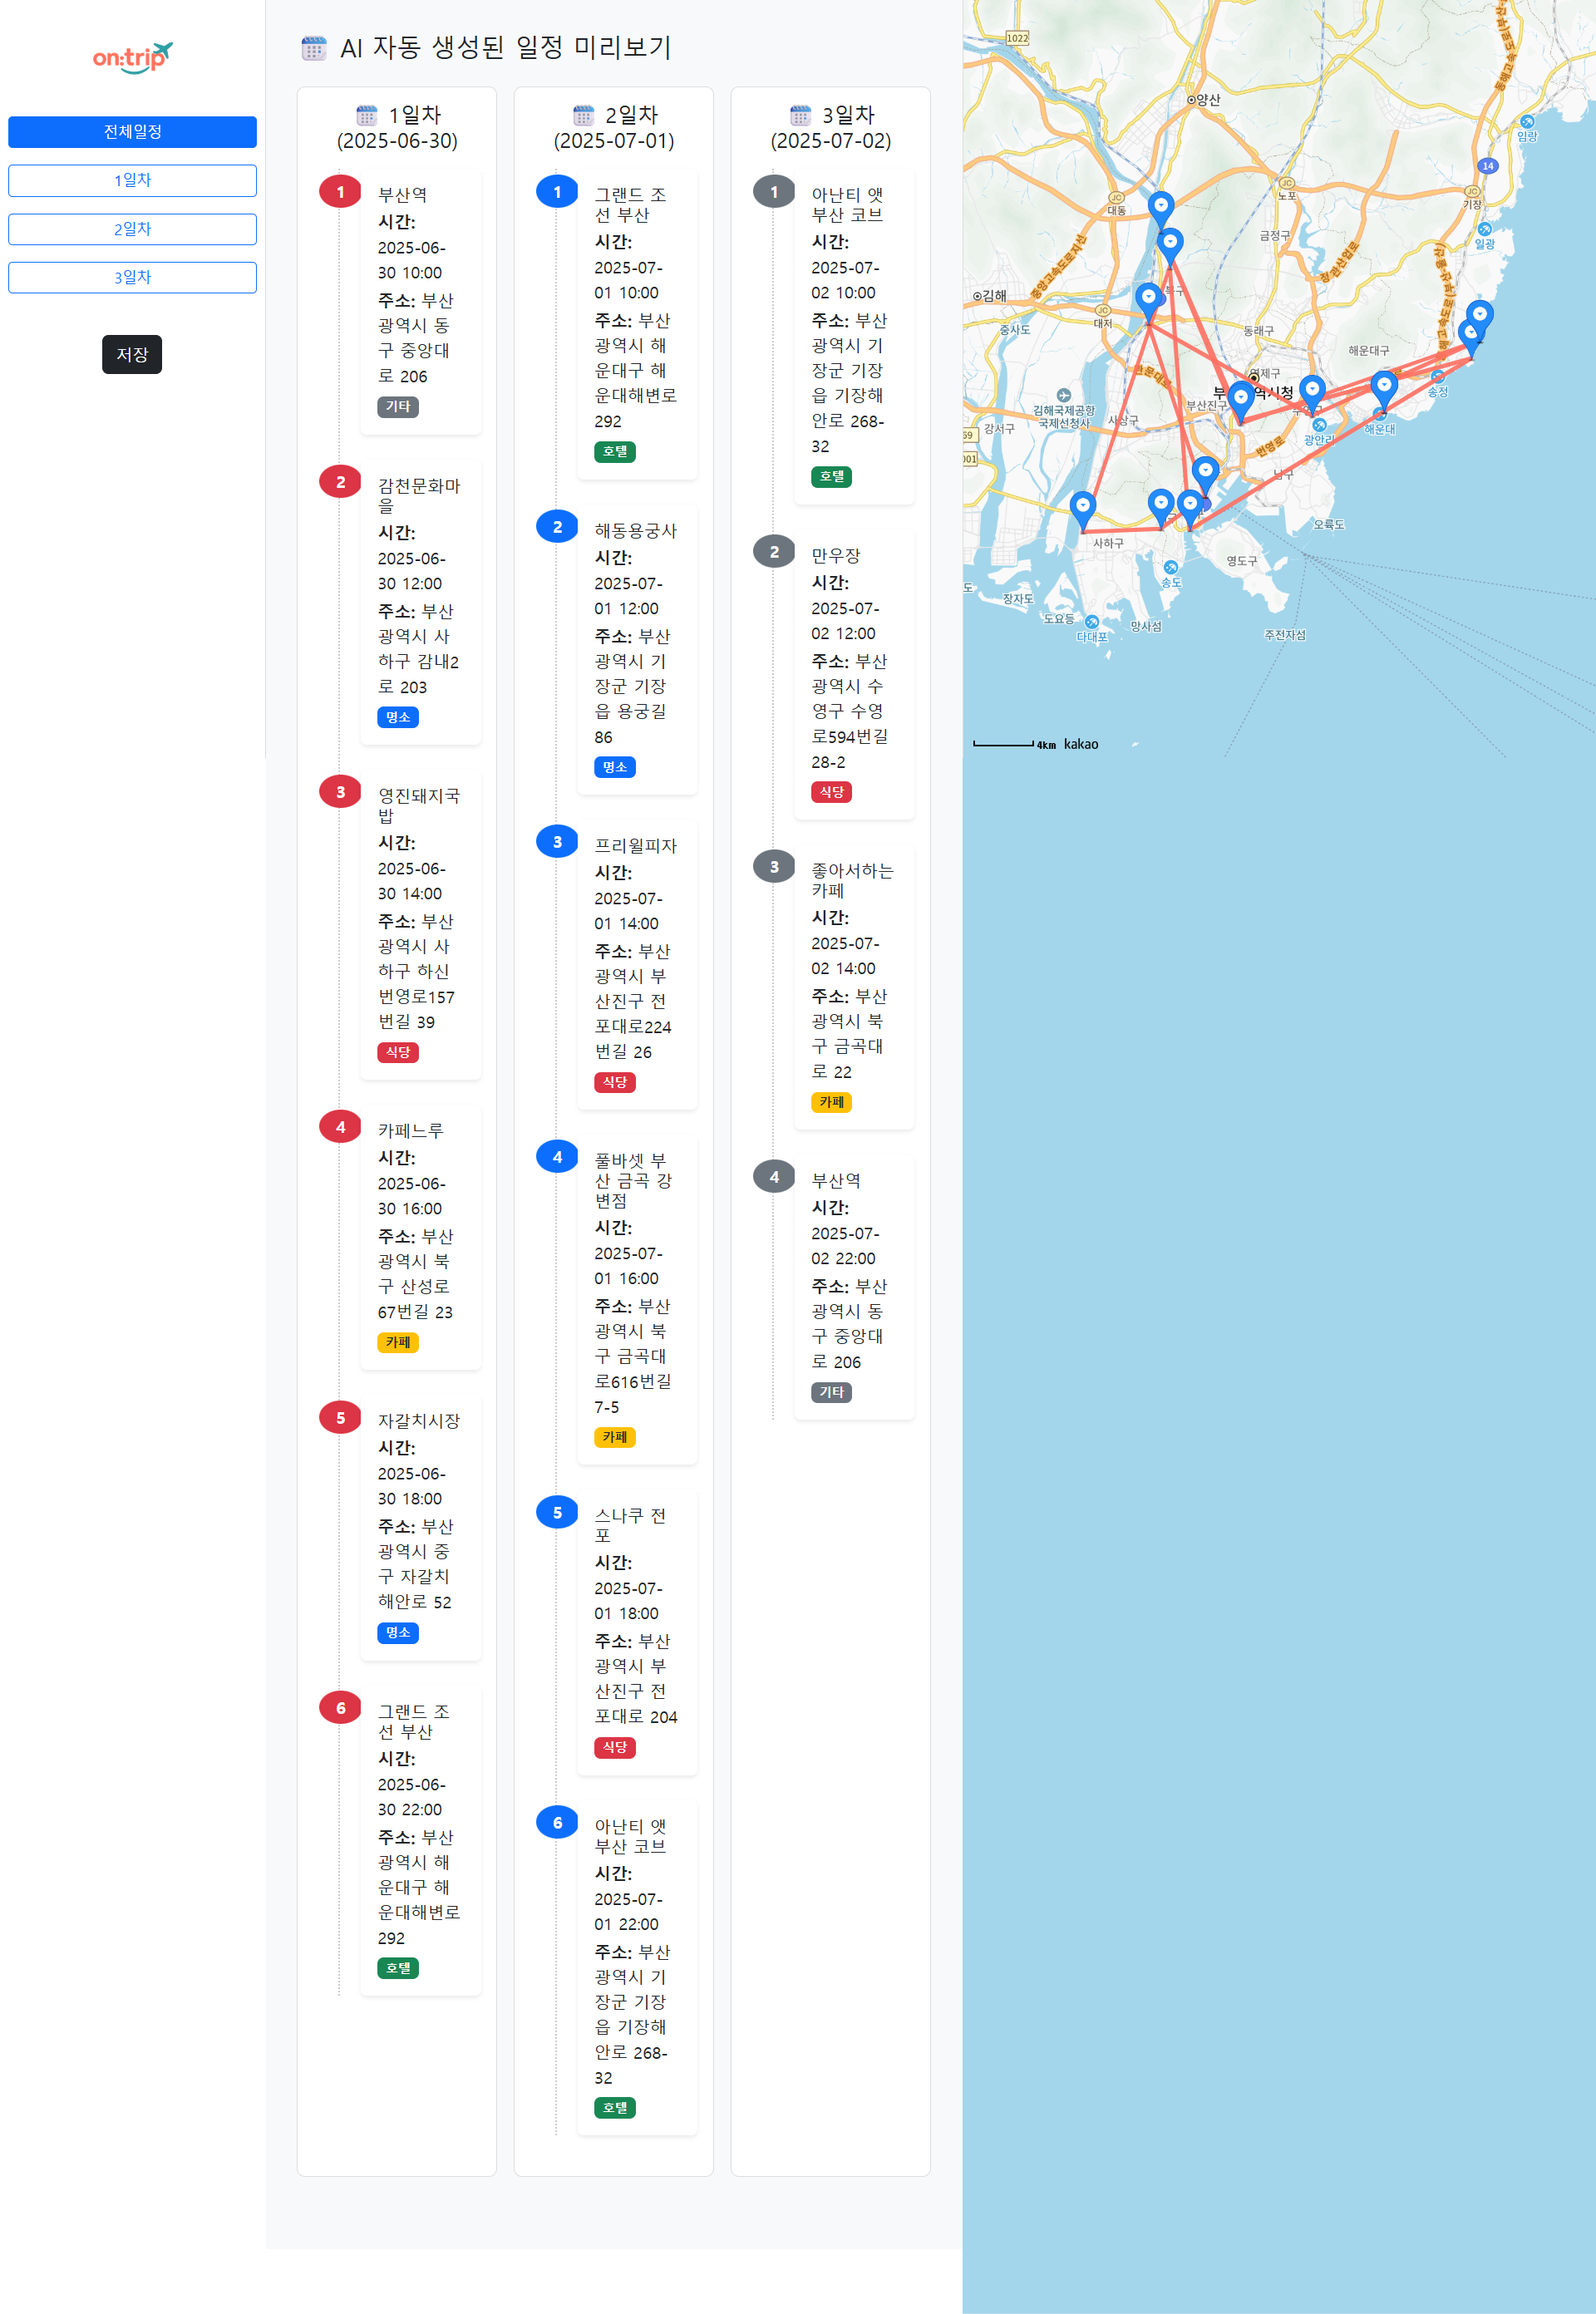 on:trip
전체일정
1일차
2일차
3일차
저장
AI 자동 생성된 일정 미리보기
1일차
(2025-06-30)
1
부산역
시간:
2025-06-
30 10:00
주소: 부산
광역시 동
구 중앙대
로 206
기타
2
감천문화마
을
시간:
2025-06-
30 12:00
주소: 부산
광역시 사
하구 감내2
로 203
명소
3
영진돼지국
밥
시간:
2025-06-
30 14:00
주소: 부산
광역시 사
하구 하신
번영로157
번길 39
식당
4
카페느루
시간:
2025-06-
30 16:00
주소: 부산
광역시 북
구 산성로
67번길 23
카페
5
자갈치시장
시간:
2025-06-
30 18:00
주소: 부산
광역시 중
구 자갈치
해안로 52
명소
6
그랜드 조
선 부산
시간:
2025-06-
30 22:00
주소: 부산
광역시 해
운대구 해
운대해변로
292
호텔
2일차
(2025-07-01)
1
그랜드 조
선 부산
시간:
2025-07-
01 10:00
주소: 부산
광역시 해
운대구 해
운대해변로
292
호텔
2
해동용궁사
시간:
2025-07-
01 12:00
주소: 부산
광역시 기
장군 기장
읍 용궁길
86
명소
3
프리윌피자
시간:
2025-07-
01 14:00
주소: 부산
광역시 부
산진구 전
포대로224
번길 26
식당
4
풀바셋 부
산 금곡 강
변점
시간:
2025-07-
01 16:00
주소: 부산
광역시 북
구 금곡대
로616번길
7-5
카페
5
스나쿠 전
포
시간:
2025-07-
01 18:00
주소: 부산
광역시 부
산진구 전
포대로 204
식당
6
아난티 앳
부산 코브
시간:
2025-07-
01 22:00
주소: 부산
광역시 기
장군 기장
읍 기장해
안로 268-
32
호텔
3일차
(2025-07-02)
1
아난티 앳
부산 코브
시간:
2025-07-
02 10:00
주소: 부산
광역시 기
장군 기장
읍 기장해
안로 268-
32
호텔
2
만우장
시간:
2025-07-
02 12:00
주소: 부산
광역시 수
영구 수영
로594번길
28-2
식당
3
좋아서하는
카페
시간:
2025-07-
02 14:00
주소: 부산
광역시 북
구 금곡대
로 22
카페
4
부산역
시간:
2025-07-
02 22:00
주소: 부산
광역시 동
구 중앙대
로 206
기타
1022
양산
임랑
14
JC
기장
JC
노포
JC
대동
일광
금정구
김해
중앙고속도로지선
정관산업로
북구
JC
대저
중사도
동래구
해운대구
연제구
송정
김해국제공항
국제선청사
부산진구
사상구
강서구
69
광안리
해운대
번영로
남구
사하구
오륙도
영도구
송도
장자도
도요등
다대포
망사섬
주전자섬
4km
kakao